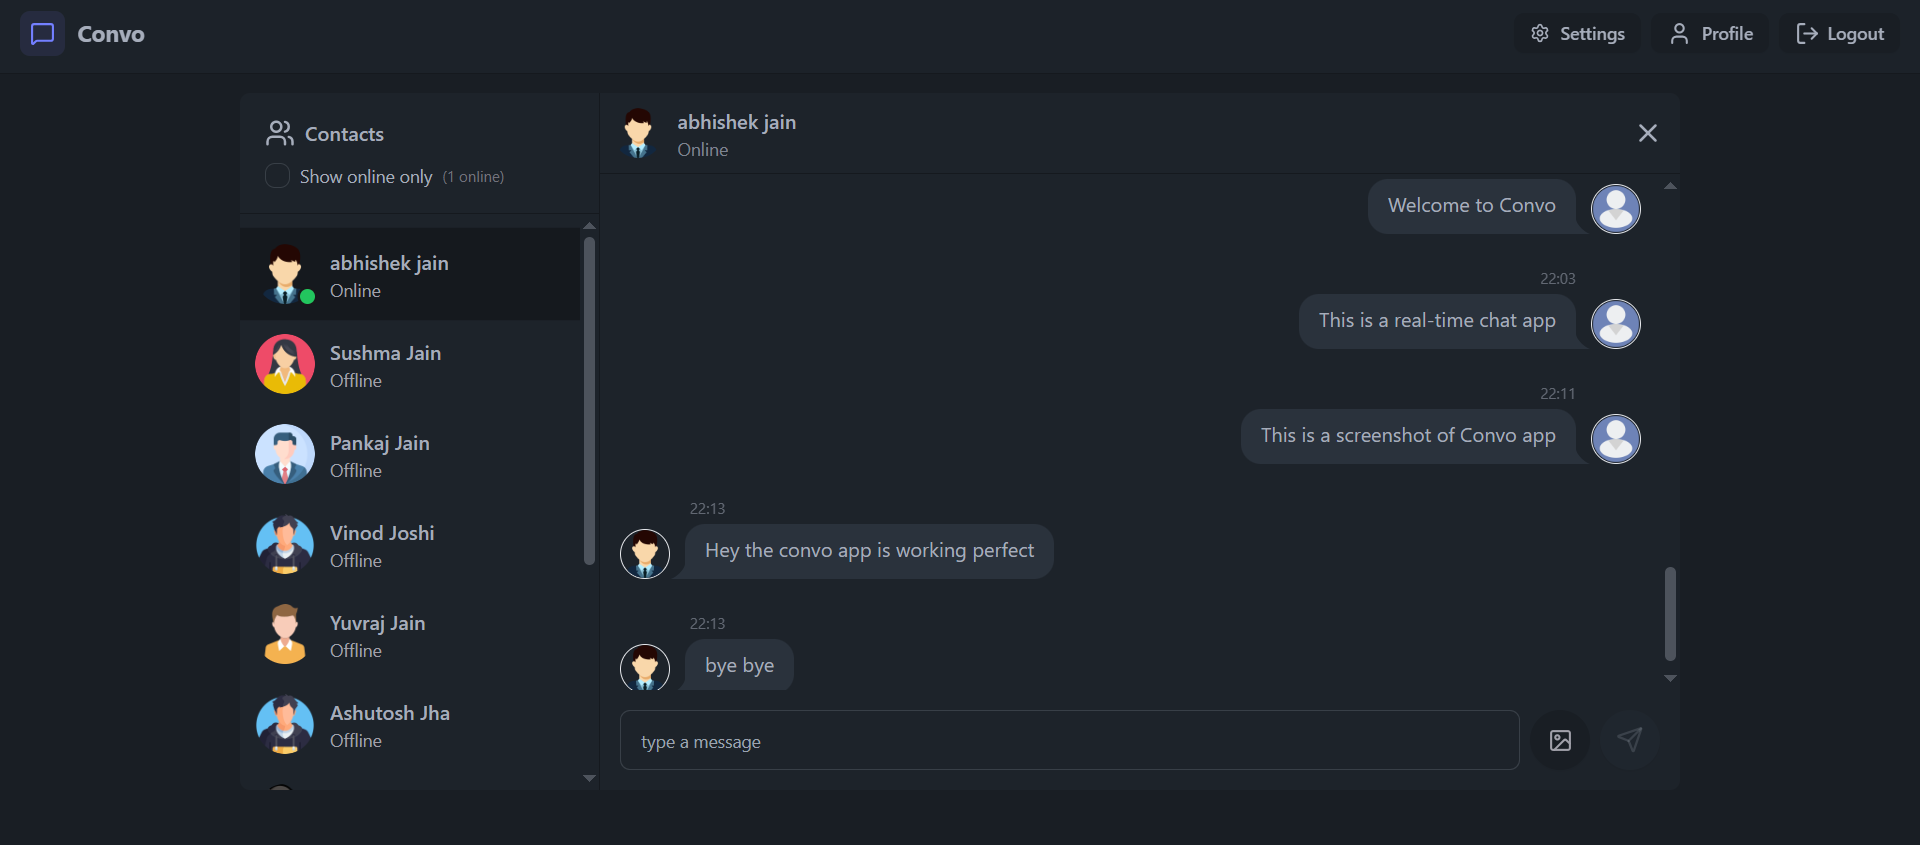 Convo
Settings
Profile
Logout
Contacts
Show online only (1 online)
abhishek jain
Online
Sushma Jain
Offline
Pankaj Jain
Offline
Vinod Joshi
Offline
Yuvraj Jain
Offline
Ashutosh Jha
Offline
abhishek jain
Online
Welcome to Convo
22:03
This is a real-time chat app
22:11
This is a screenshot of Convo app
22:13
Hey the convo app is working perfect
22:13
bye bye
type a message